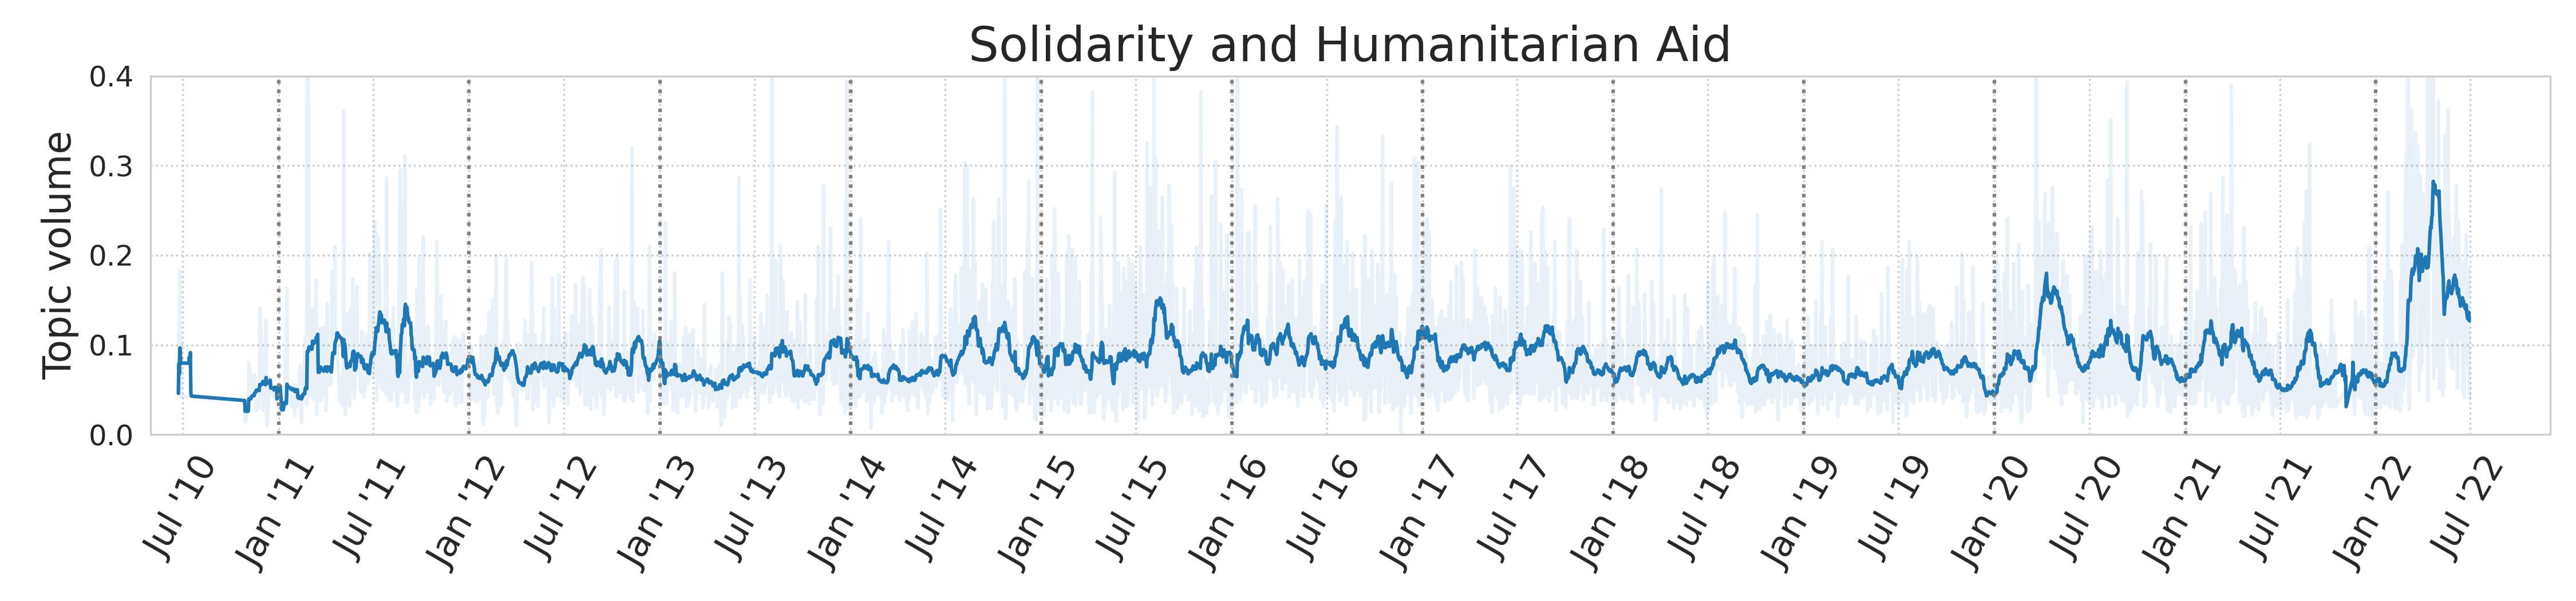 Solidarity and Humanitarian Aid
Topic volume
0.4
0.3
0.2
0.1
0.0
Jul '10
Jan '11
Jul '11
Jan '12
Jul '12
Jan '13
Jul '13
Jan '14
Jul '14
Jan '15
Jul '15
Jan '16
Jul '16
Jan '17
Jul '17
Jan '18
Jul '18
Jan '19
Jul '19
Jan '20
Jul '20
Jan '21
Jul '21
Jan '22
Jul '22